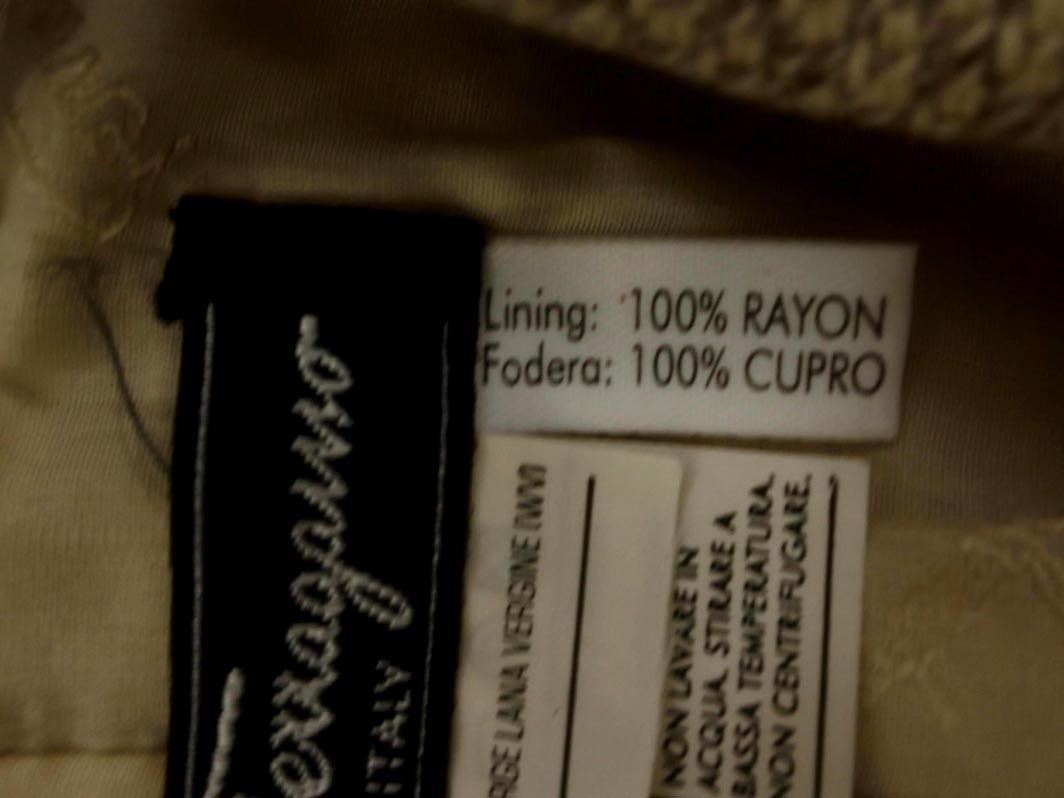 Lining: 100% RAYON
Fodera: 100% CUPRO
ITALY
LANA VERGINE (WV)
NON LAVARE IN
ACQUA. STIRARE A
BASSA TEMPERATURA.
NON CENTRIFUGARE.